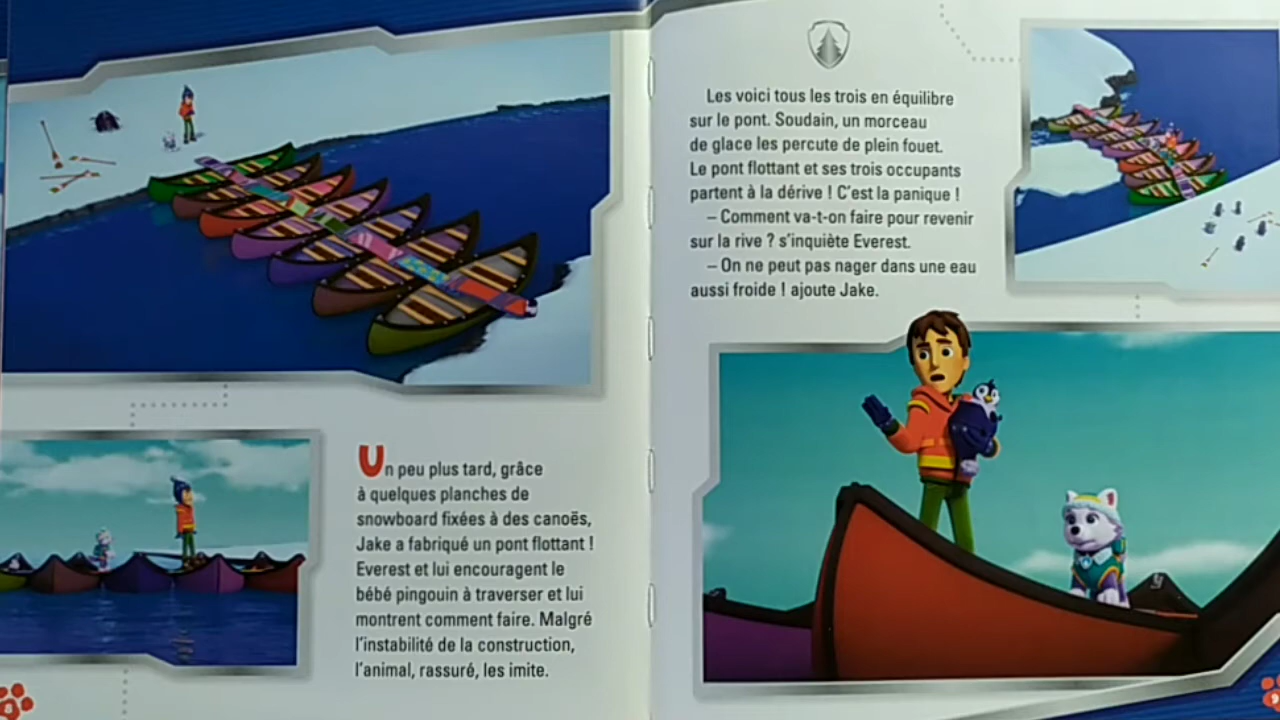 Un peu plus tard, grâce
à quelques planches de
snowboard fixées à des canoës,
Jake a fabriqué un pont flottant !
Everest et lui encouragent le
bébé pingouin à traverser et lui
montrent comment faire. Malgré
l'instabilité de la construction,
l'animal, rassuré, les imite.
Les voici tous les trois en équilibre
sur le pont. Soudain, un morceau
de glace les percute de plein fouet.
Le pont flottant et ses trois occupants
partent à la dérive ! C'est la panique !
– Comment va-t-on faire pour revenir
sur la rive ? s'inquiète Everest.
– On ne peut pas nager dans une eau
aussi froide ! ajoute Jake.